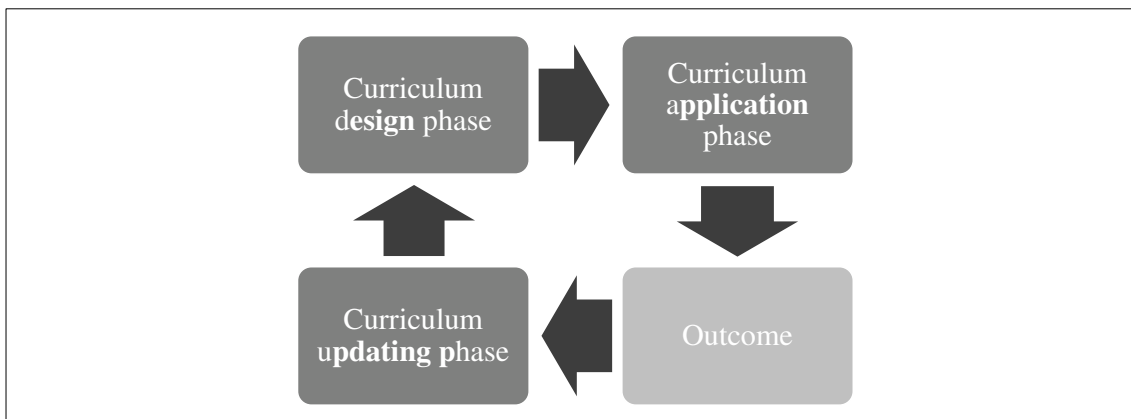 Curriculum
design phase
Curriculum
application
phase
Curriculum
updating phase
Outcome